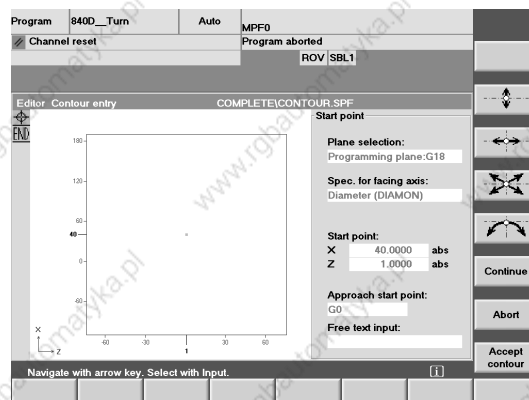 Program
840D__Turn
Auto
MPF0
Channel reset
Program aborted
ROV SBL1
Editor Contour entry
COMPLETE\CONTOUR.SPF
END
Start point
Plane selection:
Programming plane:G18
Spec. for facing axis:
Diameter (DIAMON)
Start point:
X 40.0000 abs
Z 1.0000 abs
Approach start point:
G0
Free text input:
180
120
60
40
0
-60
-60 -30 1 30 60
X
Z
Continue
Abort
Accept
contour
Navigate with arrow key. Select with Input.
i
www.rgbautomatyka.pl